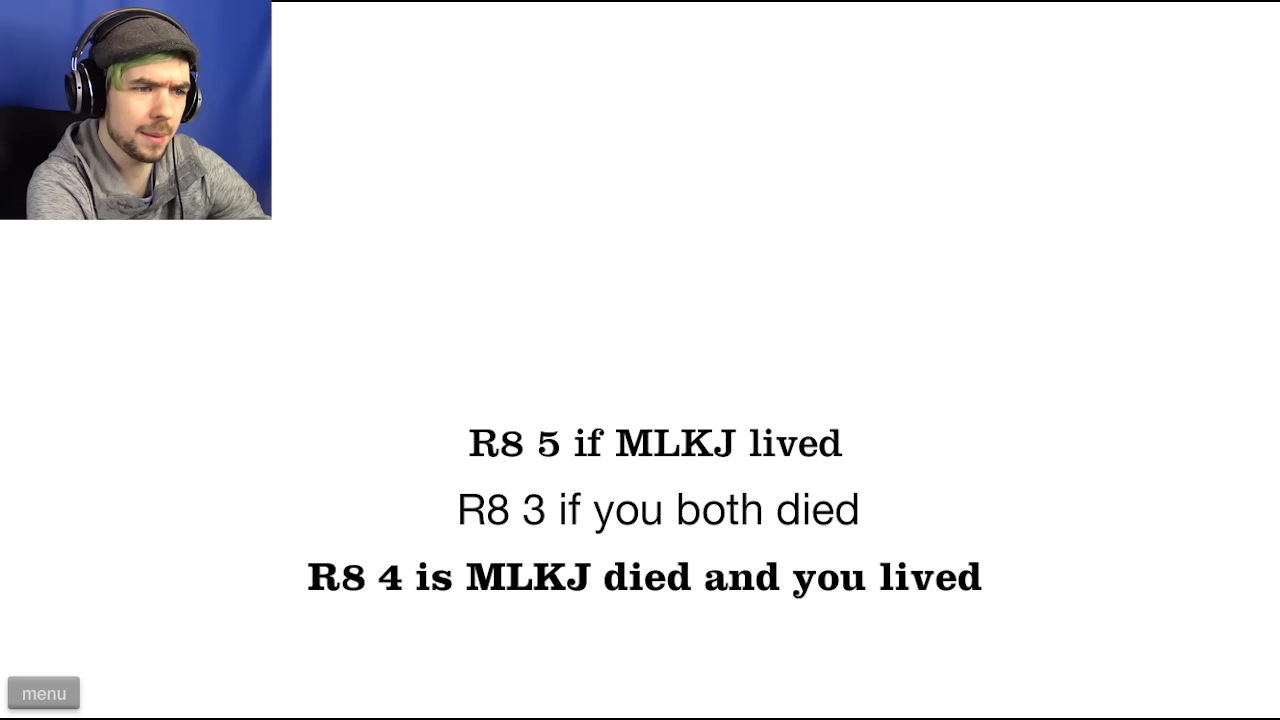 R8 5 if MLKJ lived
R8 3 if you both died
R8 4 is MLKJ died and you lived
menu